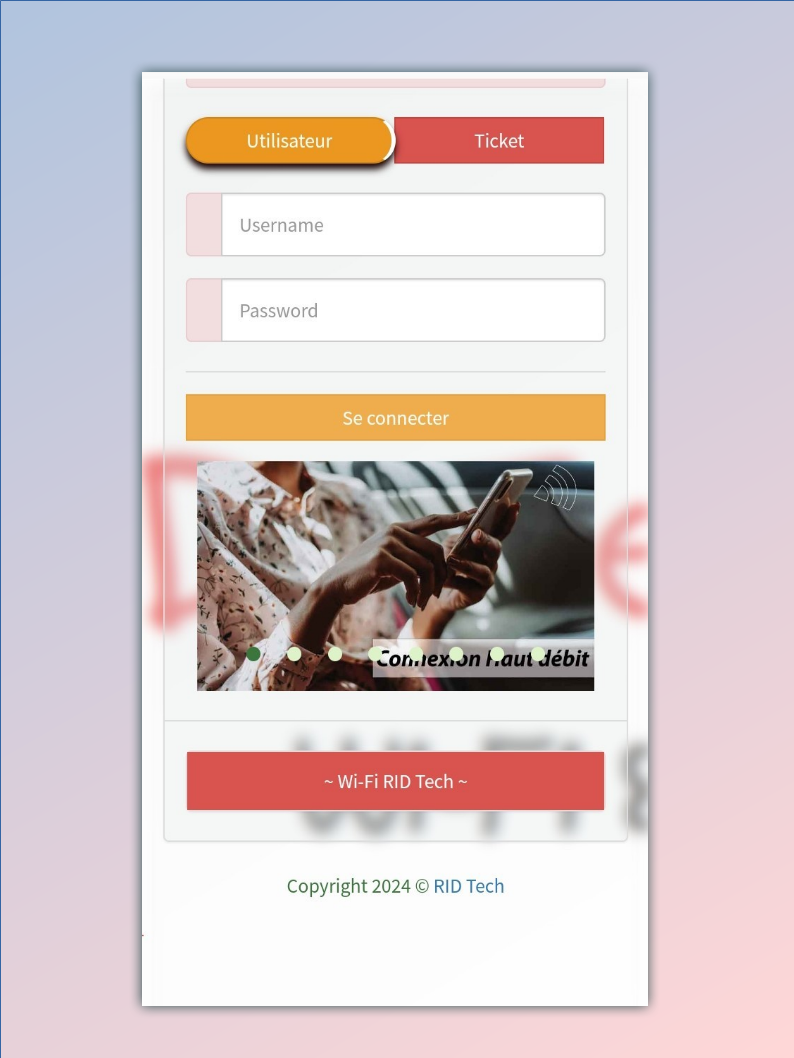 Utilisateur
Ticket
Username
Password
Se connecter
Connexion Haut débit
~ Wi-Fi RID Tech ~
Copyright 2024 © RID Tech